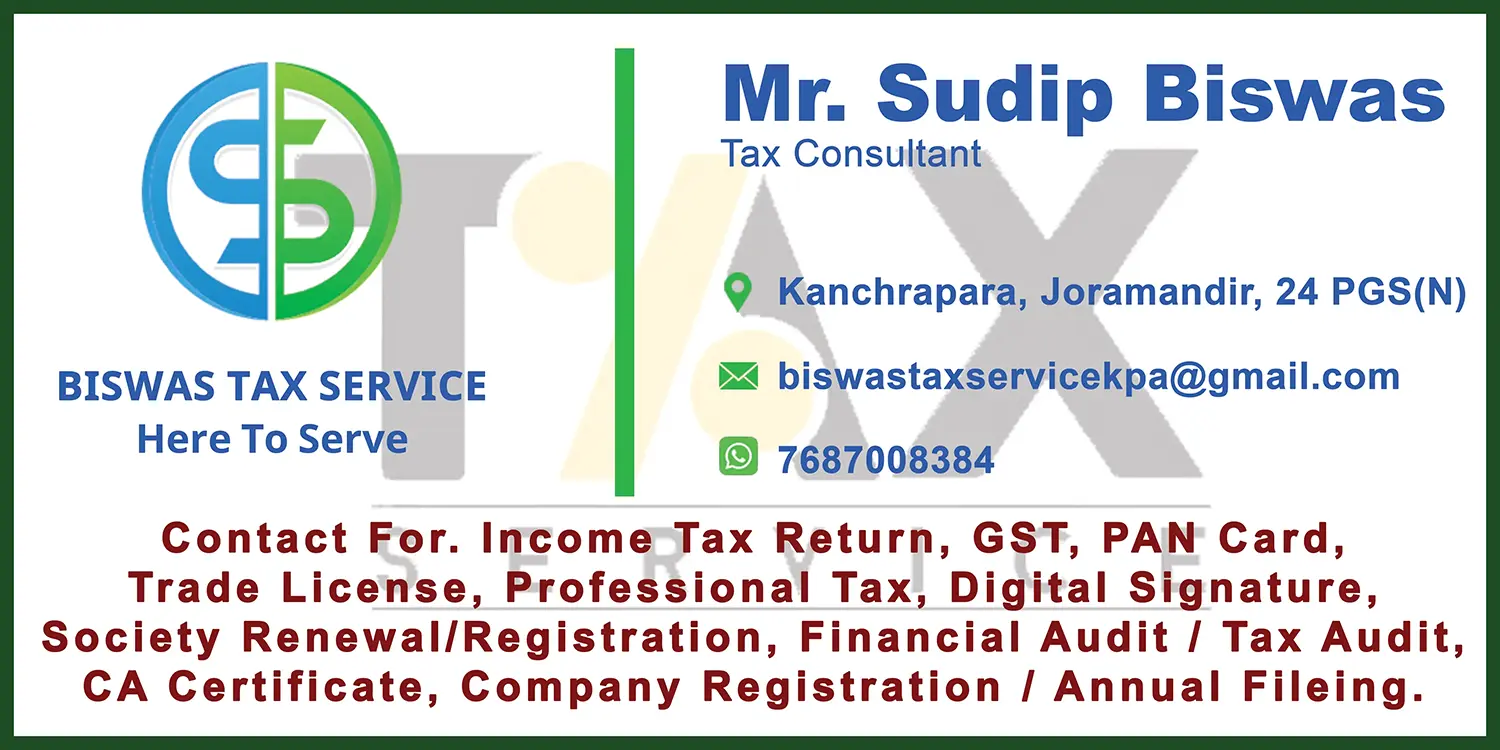 BISWAS TAX SERVICE
Here To Serve
Mr. Sudip Biswas
Tax Consultant
Kanchrapara, Joramandir, 24 PGS(N)
biswastaxservicekpa@gmail.com
7687008384
TAX
SERVICE
Contact For. Income Tax Return, GST, PAN Card,
Trade License, Professional Tax, Digital Signature,
Society Renewal/Registration, Financial Audit / Tax Audit,
CA Certificate, Company Registration / Annual Fileing.